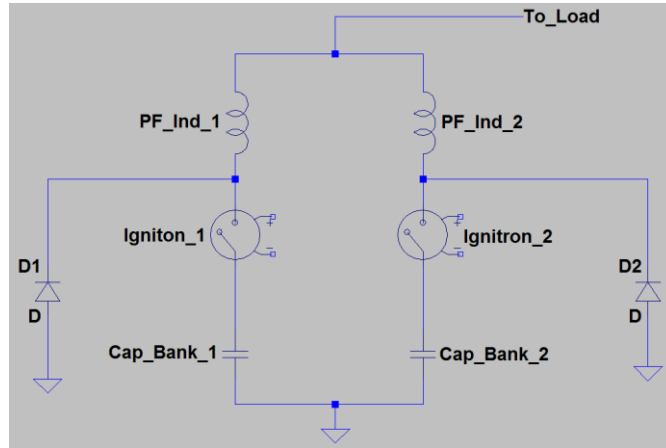 To_Load
PF_Ind_1
PF_Ind_2
Igniton_1
+
−
Ignitron_2
+
−
D1
D
D2
D
Cap_Bank_1
Cap_Bank_2